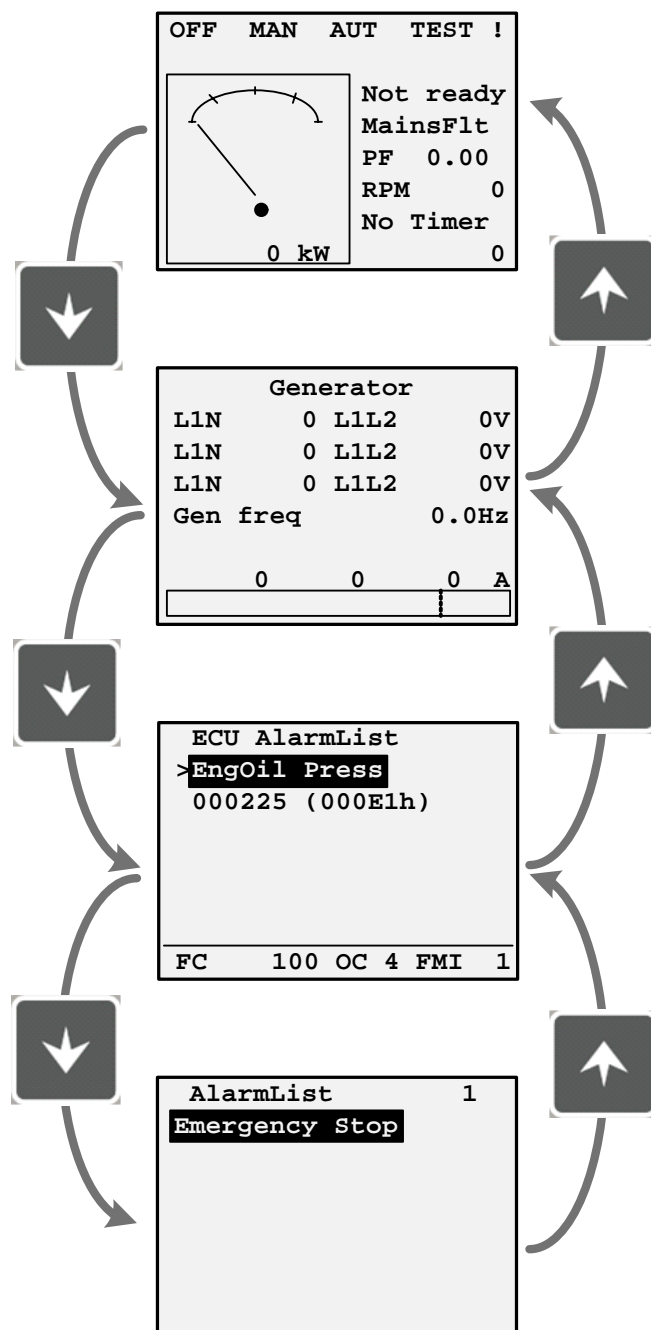 OFF MAN AUT TEST !
Not ready
MainsFlt
PF 0.00
RPM 0
No Timer
0 kW 0
Generator
L1N 0 L1L2 0V
L1N 0 L1L2 0V
L1N 0 L1L2 0V
Gen freq 0.0Hz
0 0 0 A
ECU AlarmList
>EngOil Press
000225 (000E1h)
FC 100 OC 4 FMI 1
AlarmList 1
Emergency Stop